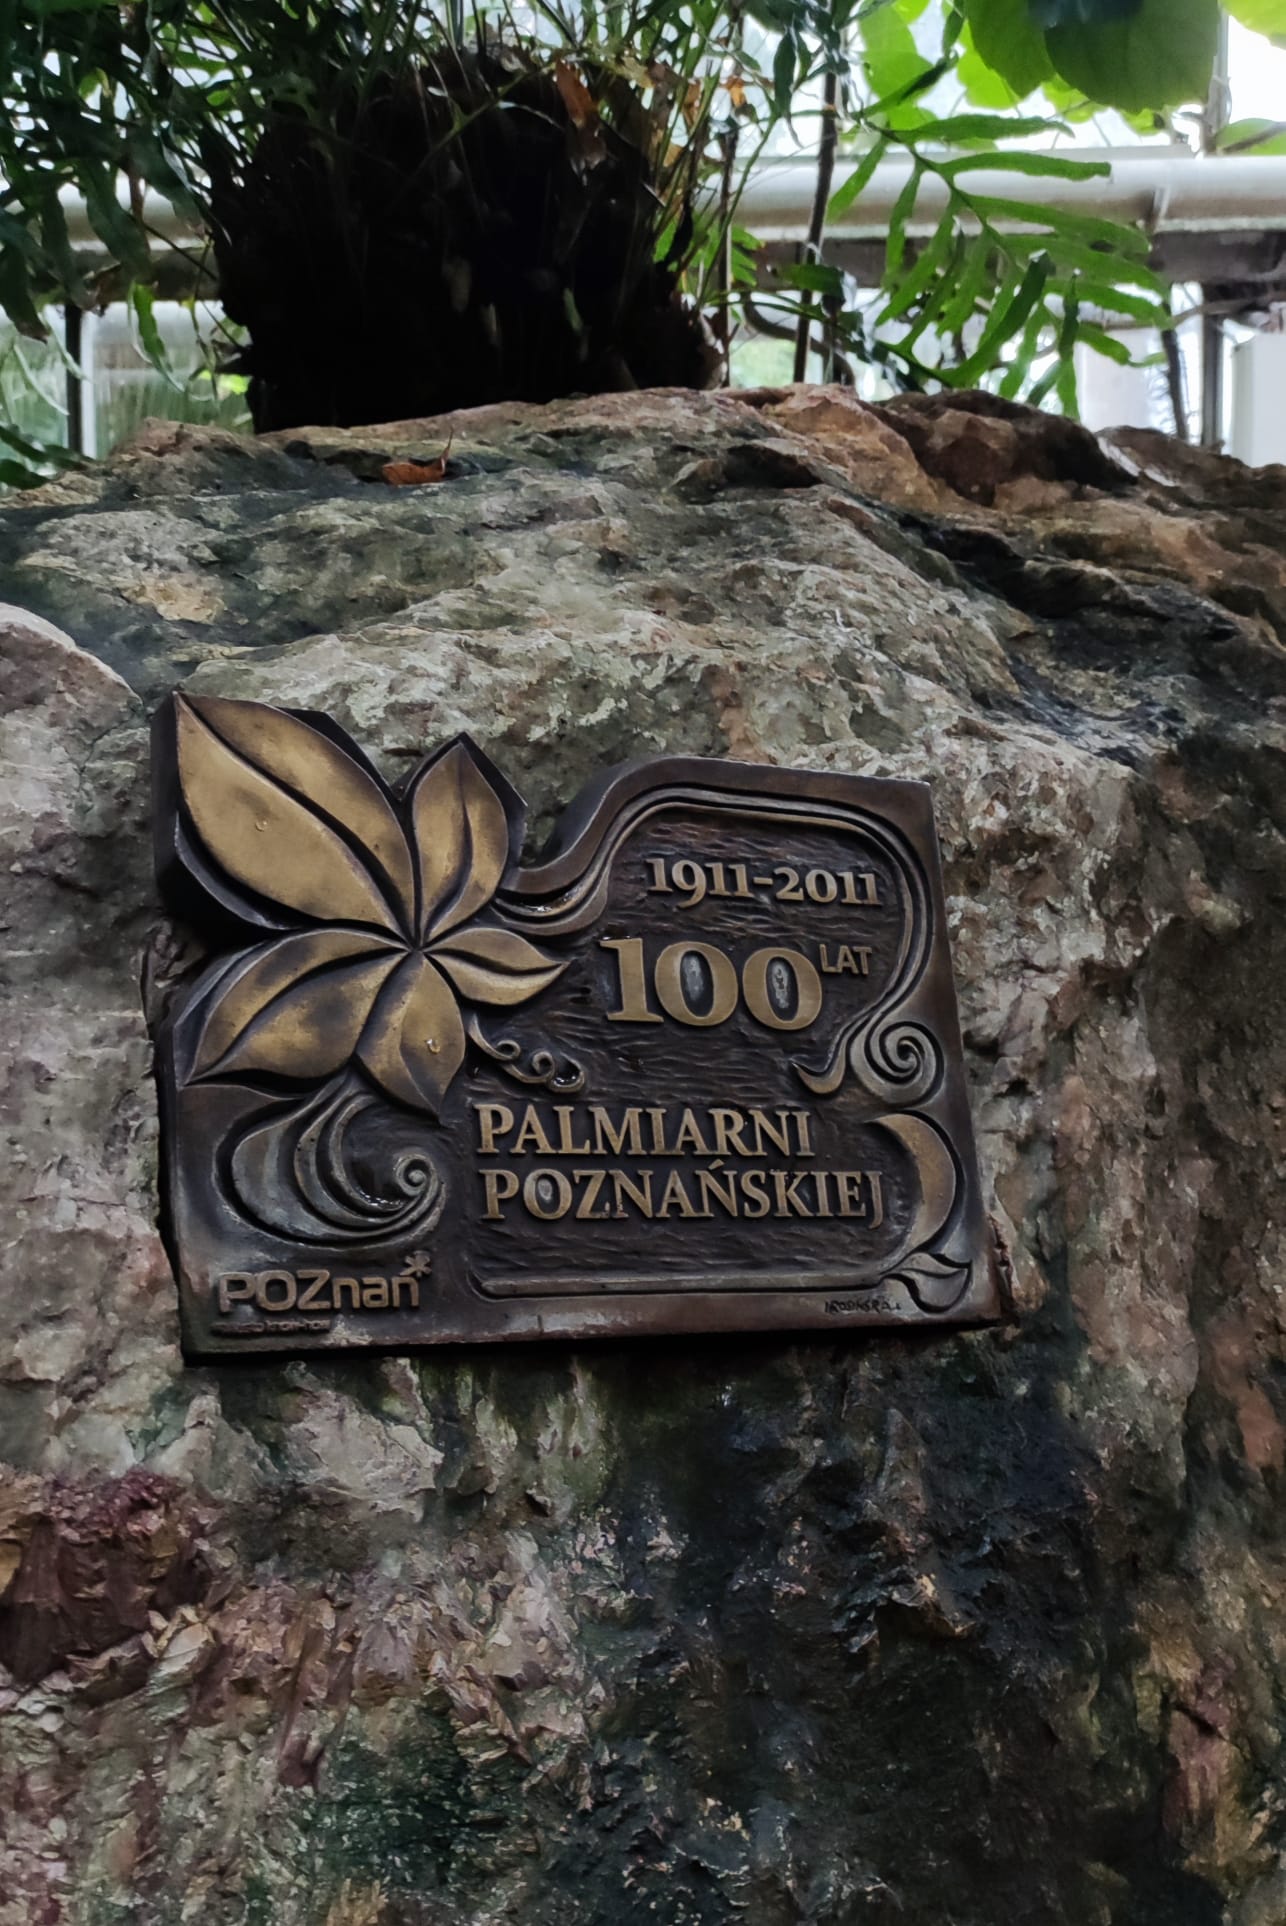 1911-2011
100 LAT
PALMIARNI
POZNAŃSKIEJ
POZnań*